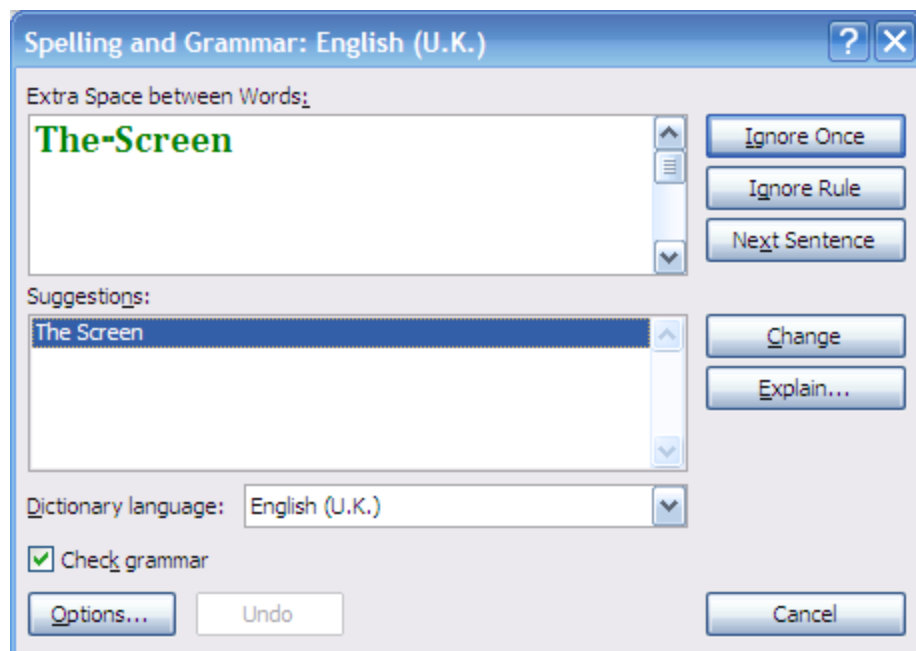 Spelling and Grammar: English (U.K.)
Extra Space between Words:
The-Screen
Ignore Once
Ignore Rule
Next Sentence
Suggestions:
The Screen
Change
Explain...
Dictionary language: English (U.K.)
Check grammar
Options... Undo Cancel